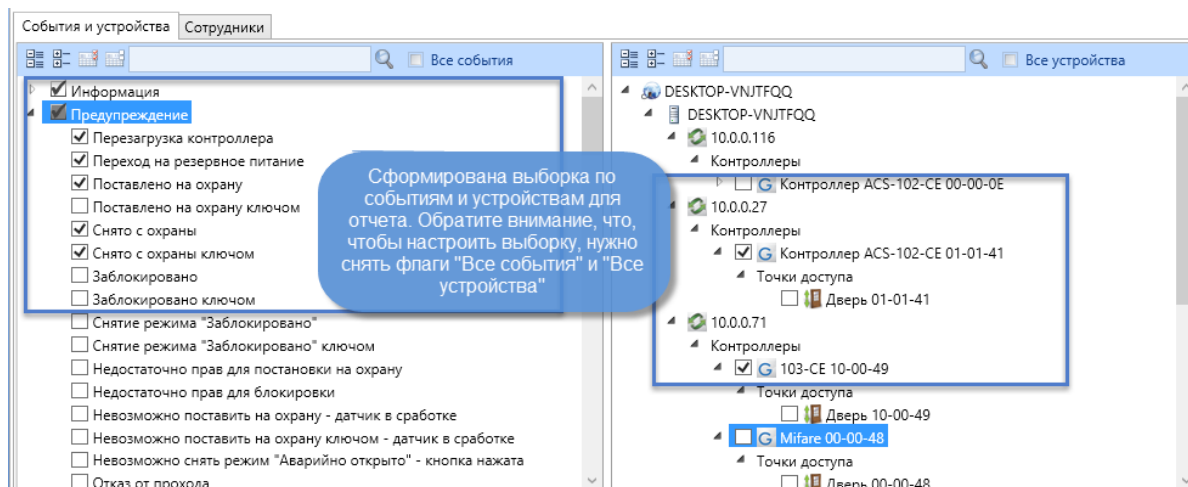 События и устройства
Сотрудники
Все события
Информация
Предупреждение
Перезагрузка контроллера
Переход на резервное питание
Поставлено на охрану
Поставлено на охрану ключом
Снято с охраны
Снято с охраны ключом
Заблокировано
Заблокировано ключом
Снятие режима "Заблокировано"
Снятие режима "Заблокировано" ключом
Недостаточно прав для постановки на охрану
Недостаточно прав для блокировки
Невозможно поставить на охрану - датчик в сработке
Невозможно поставить на охрану ключом - датчик в сработке
Невозможно снять режим "Аварийно открыто" - кнопка нажата
Отказ от прохода
Сформирована выборка по
событиям и устройствам для
отчета. Обратите внимание, что,
чтобы настроить выборку, нужно
снять флаги "Все события" и "Все
устройства"
Все устройства
DESKTOP-VNJTFQQ
DESKTOP-VNJTFQQ
10.0.0.116
Контроллеры
Контроллер ACS-102-CE 00-00-0E
10.0.0.27
Контроллеры
Контроллер ACS-102-CE 01-01-41
Точки доступа
Дверь 01-01-41
10.0.0.71
Контроллеры
103-CE 10-00-49
Точки доступа
Дверь 10-00-49
Mifare 00-00-48
Точки доступа
Дверь 00-00-48